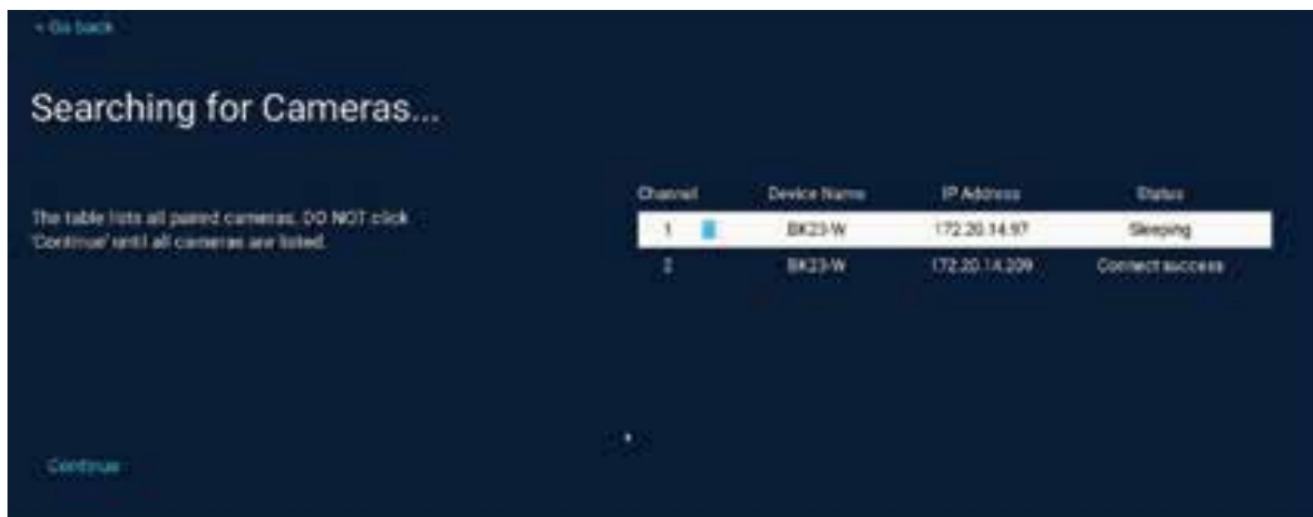 < Go back
Searching for Cameras...
The table lists all paired cameras. DO NOT click
'Continue' until all cameras are listed.
Channel Device Name IP Address Status
1 BK23-W 172.20.14.97 Sleeping
2 BK23-W 172.20.14.209 Connect success
Continue